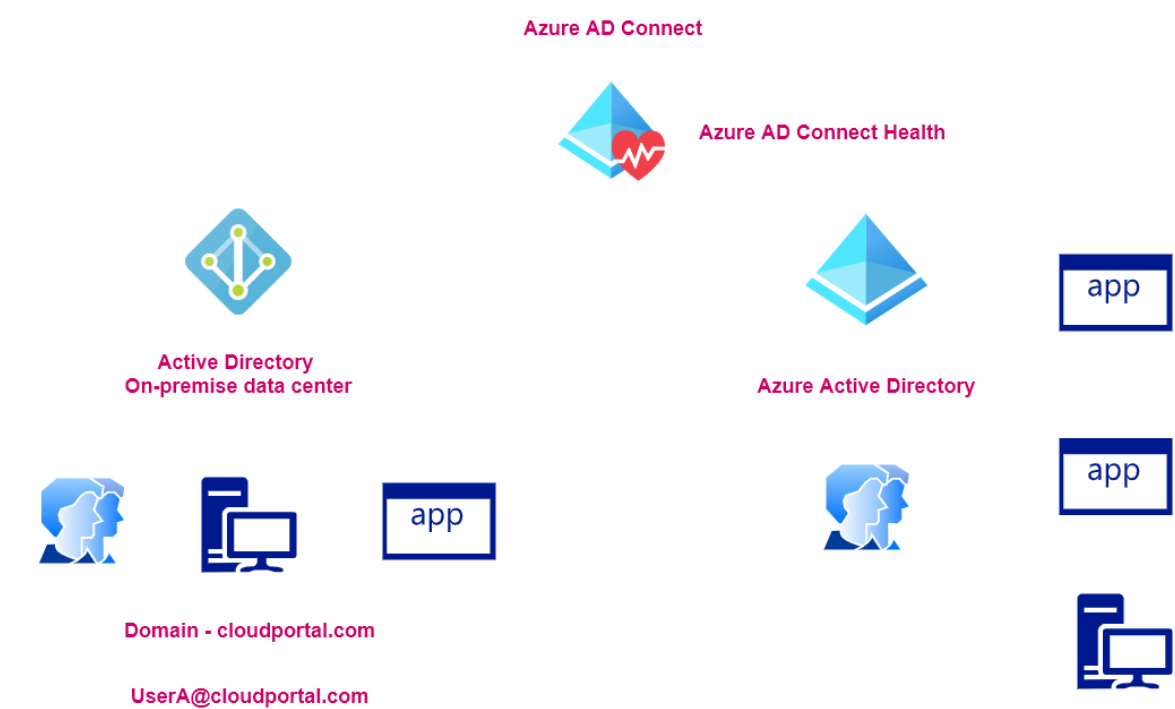 Azure AD Connect
Azure AD Connect Health
app
Active Directory
On-premise data center
Azure Active Directory
app
app
Domain - cloudportal.com
UserA@cloudportal.com